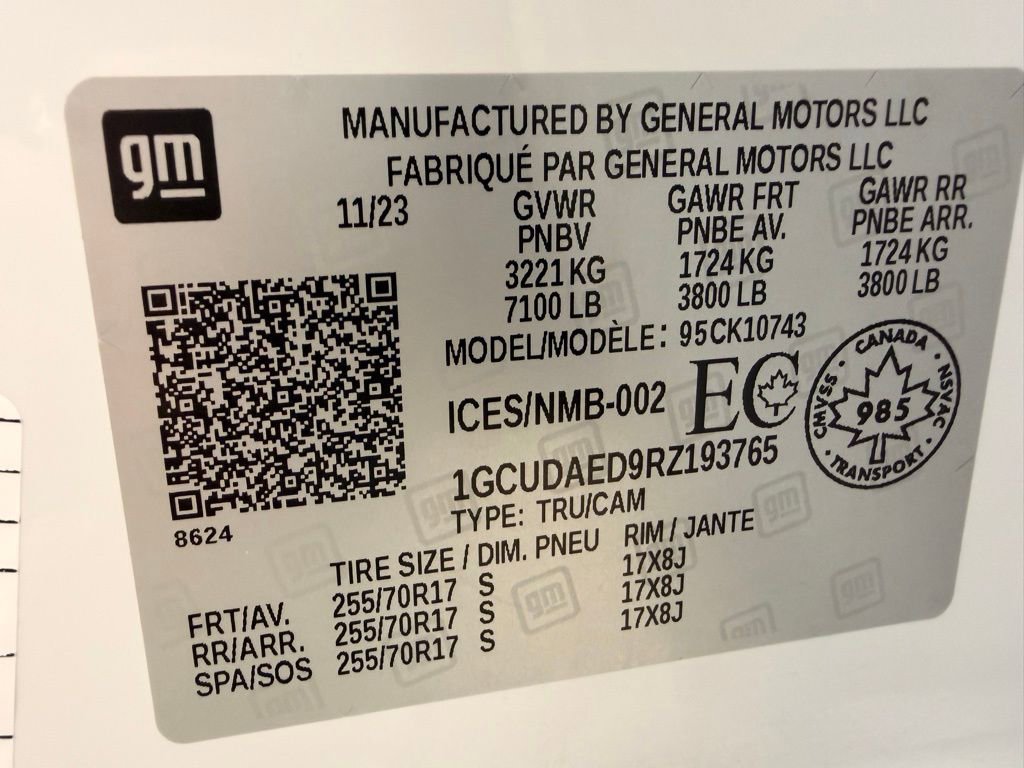 gm
MANUFACTURED BY GENERAL MOTORS LLC
FABRIQUÉ PAR GENERAL MOTORS LLC
11/23 GVWR GAWR FRT GAWR RR
PNBV PNBE AV. PNBE ARR.
3221 KG 1724 KG 1724 KG
7100 LB 3800 LB 3800 LB
MODEL/MODÈLE: 95CK10743
ICES/NMB-002 EC
CANADA
CMVSS 985 NSVAC
TRANSPORT
1GCUDAED9RZ193765
TYPE: TRU/CAM
8624
TIRE SIZE / DIM. PNEU RIM / JANTE
FRT/AV. 255/70R17 S 17X8J
RR/ARR. 255/70R17 S 17X8J
SPA/SOS 255/70R17 S 17X8J